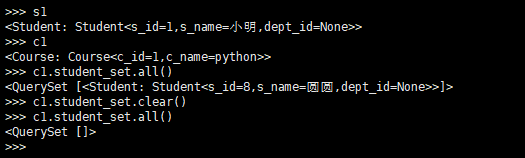 >>> s1
<Student: Student<s_id=1,s_name=小明,dept_id=None>>
>>> c1
<Course: Course<c_id=1,c_name=python>>
>>> c1.student_set.all()
<QuerySet [<Student: Student<s_id=8,s_name=圆圆,dept_id=None>>]>
>>> c1.student_set.clear()
>>> c1.student_set.all()
<QuerySet []>
>>>